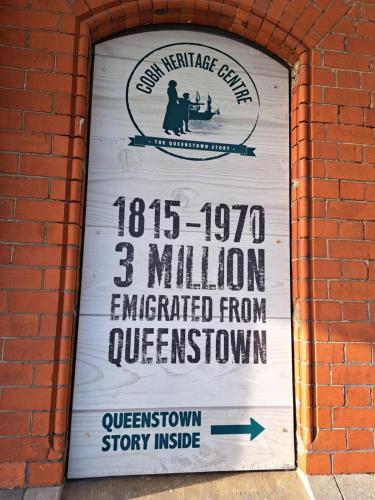 COBH HERITAGE CENTRE
- THE QUEENSTOWN STORY -
1815-1970
3 MILLION
EMIGRATED FROM
QUEENSTOWN
QUEENSTOWN
STORY INSIDE